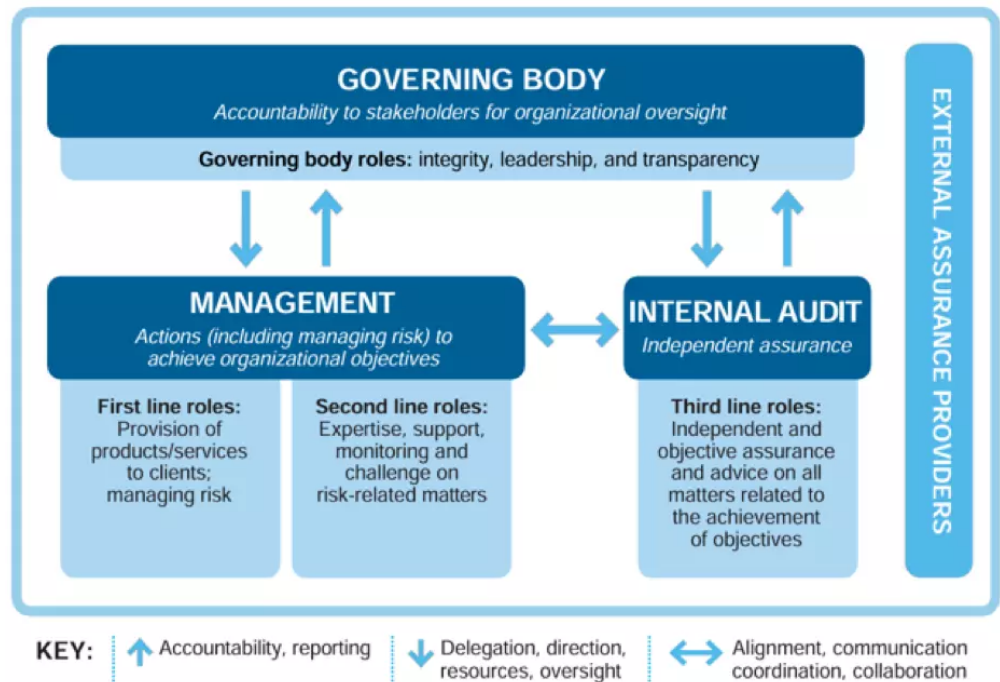 GOVERNING BODY
Accountability to stakeholders for organizational oversight
Governing body roles: integrity, leadership, and transparency
MANAGEMENT
Actions (including managing risk) to
achieve organizational objectives
First line roles:
Provision of
products/services
to clients;
managing risk
Second line roles:
Expertise, support,
monitoring and
challenge on
risk-related matters
INTERNAL AUDIT
Independent assurance
Third line roles:
Independent and
objective assurance
and advice on all
matters related to
the achievement
of objectives
EXTERNAL ASSURANCE PROVIDERS
KEY:
Accountability, reporting
Delegation, direction,
resources, oversight
Alignment, communication
coordination, collaboration